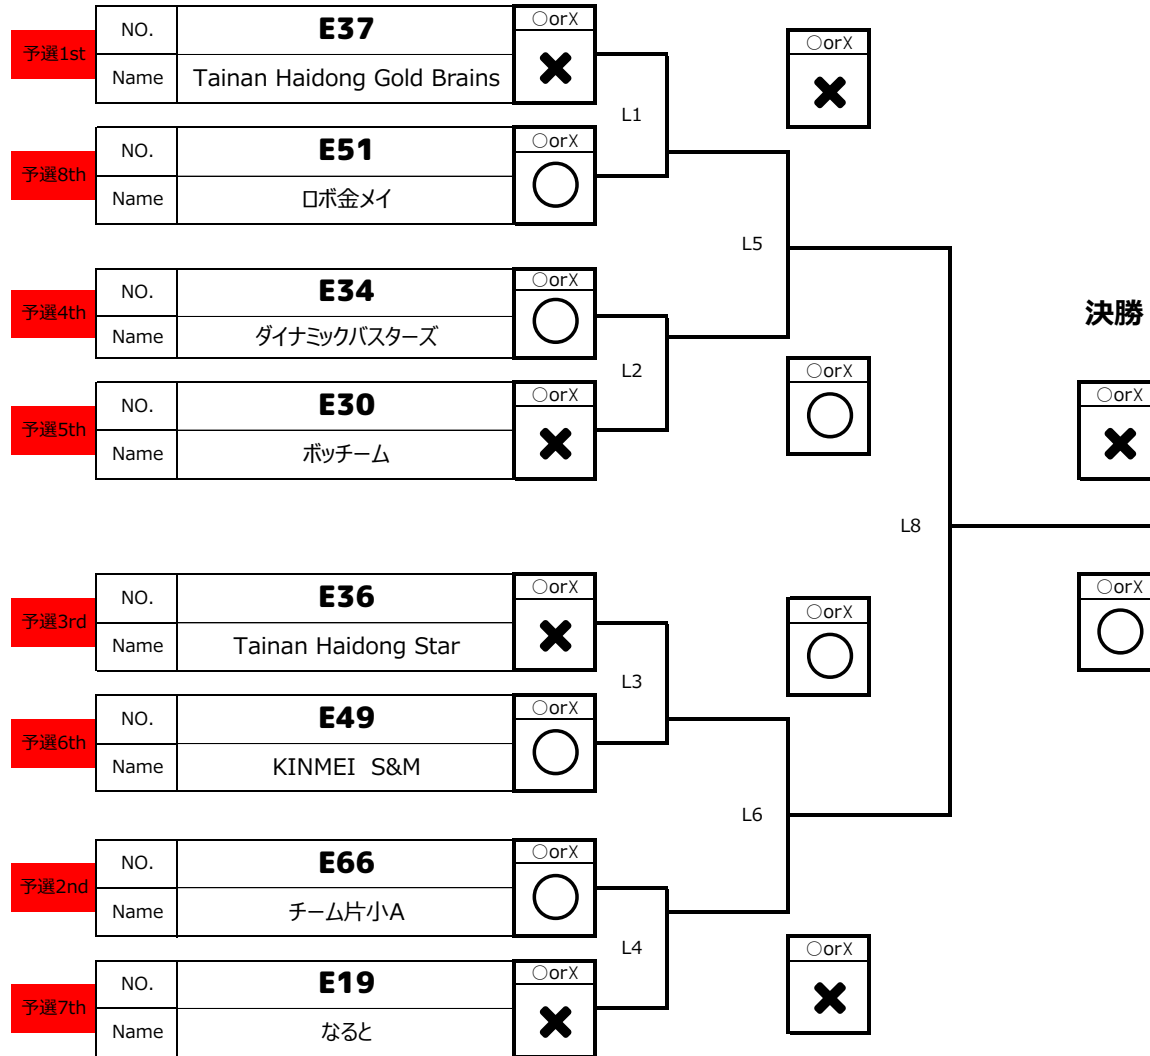 予選1st
NO.
E37
○orX
Name
Tainan Haidong Gold Brains
○orX
L1
予選8th
NO.
E51
○orX
Name
ロボ金メイ
L5
予選4th
NO.
E34
○orX
Name
ダイナミックバスターズ
決勝
L2
○orX
予選5th
NO.
E30
○orX
○orX
Name
ボッチーム
L8
予選3rd
NO.
E36
○orX
○orX
○orX
Name
Tainan Haidong Star
L3
予選6th
NO.
E49
○orX
Name
KINMEI S&M
L6
予選2nd
NO.
E66
○orX
Name
チーム片小A
L4
○orX
予選7th
NO.
E19
○orX
Name
なると